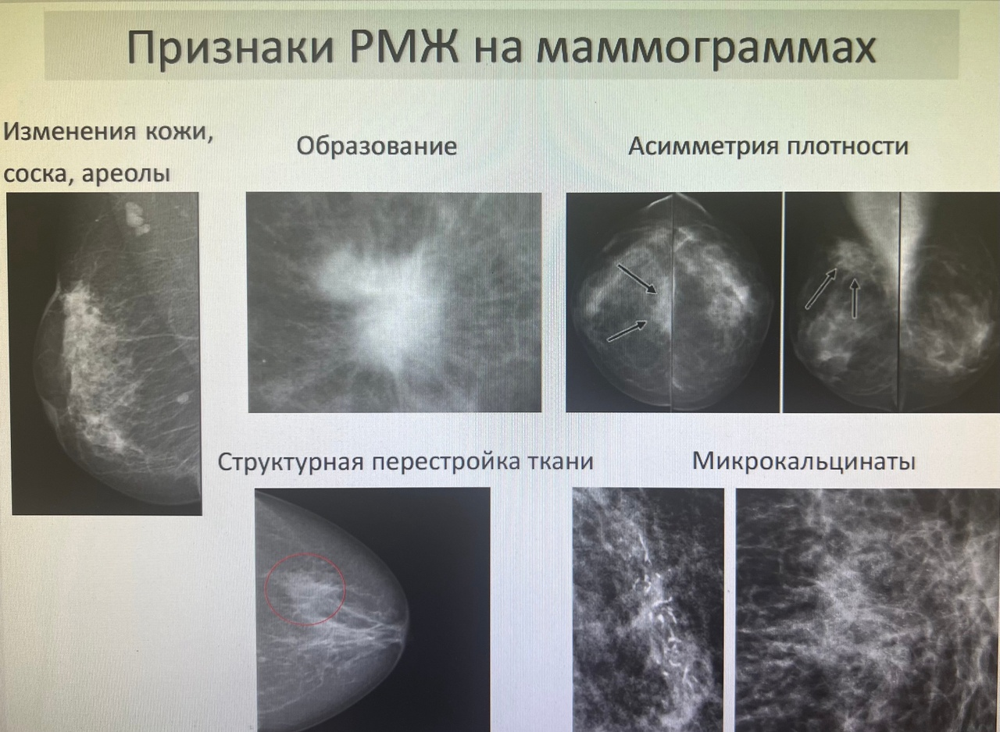 Признаки РМЖ на маммограммах
Изменения кожи,
соска, ареолы
Образование
Асимметрия плотности
Структурная перестройка ткани
Микрокальцинаты